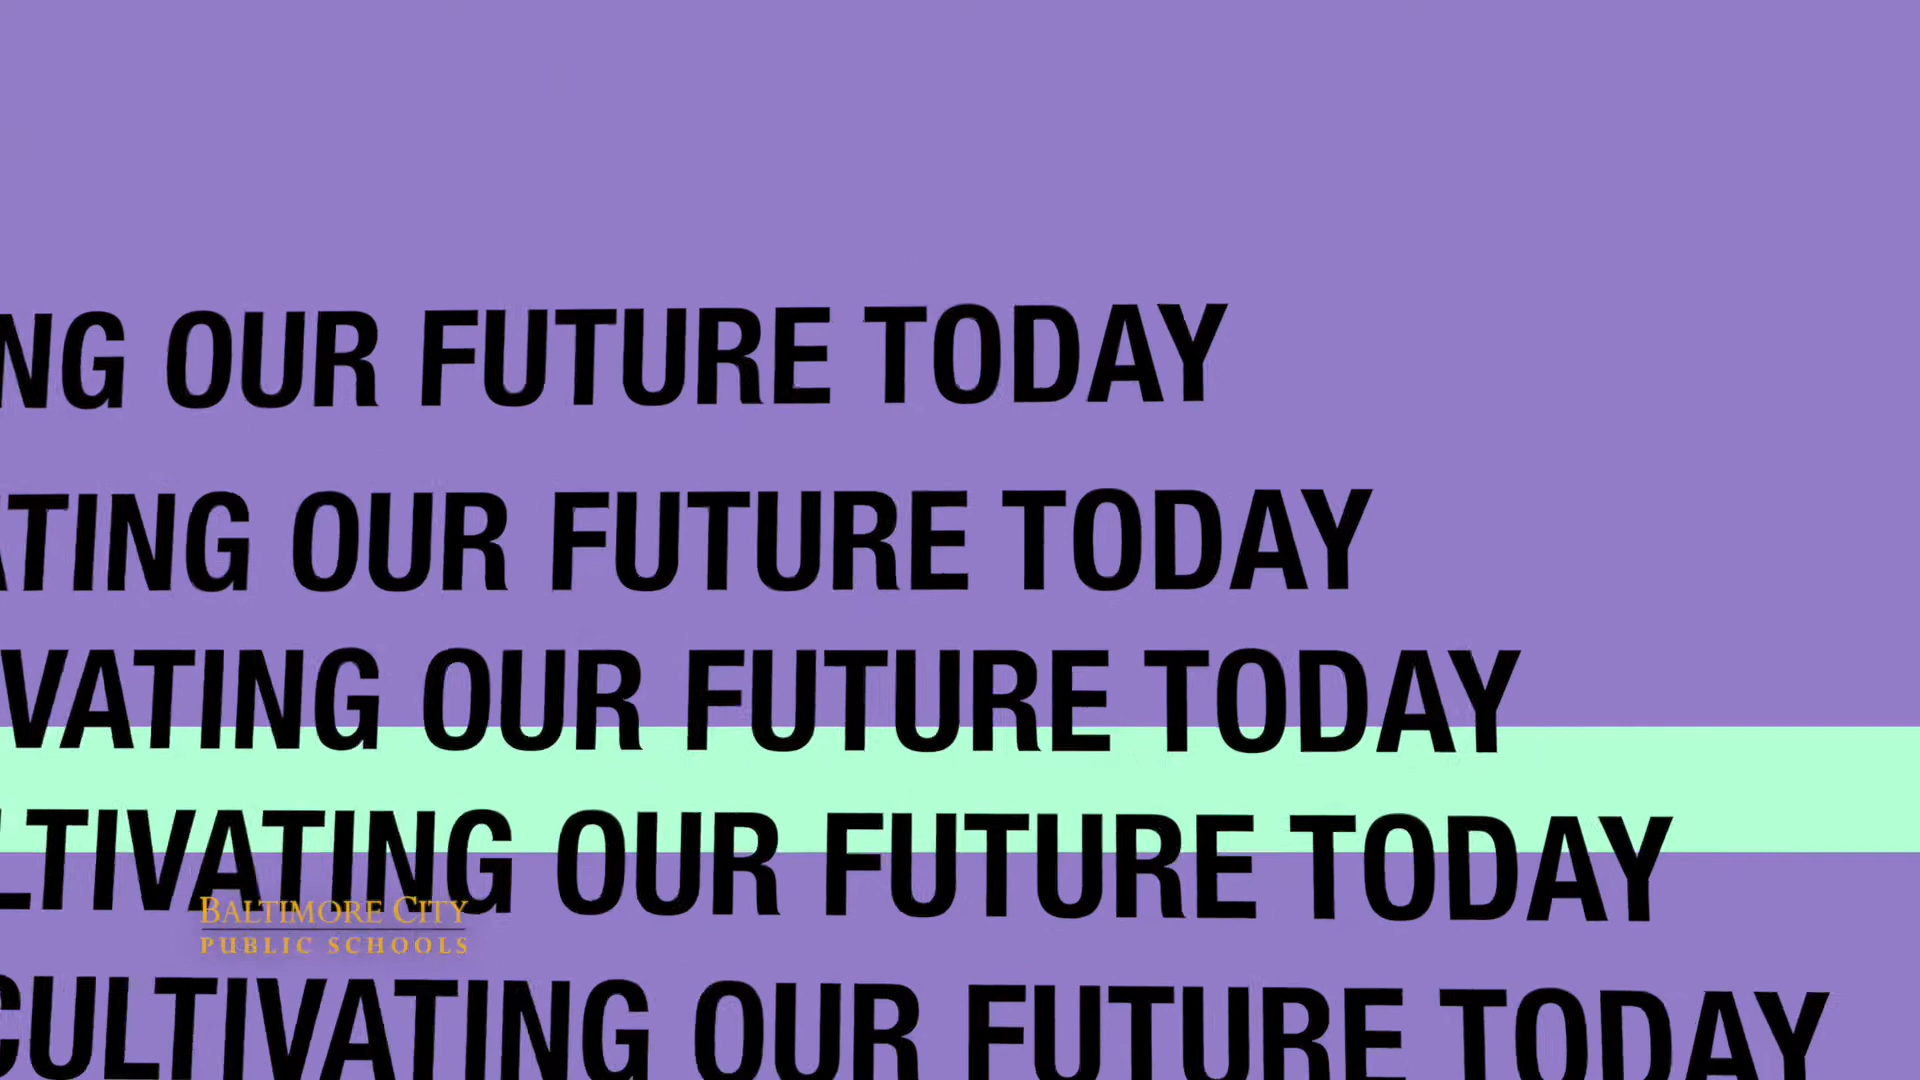 NG OUR FUTURE TODAY
ATING OUR FUTURE TODAY
VATING OUR FUTURE TODAY
LTIVATING OUR FUTURE TODAY
BALTIMORE CITY
PUBLIC SCHOOLS
CULTIVATING OUR FUTURE TODAY